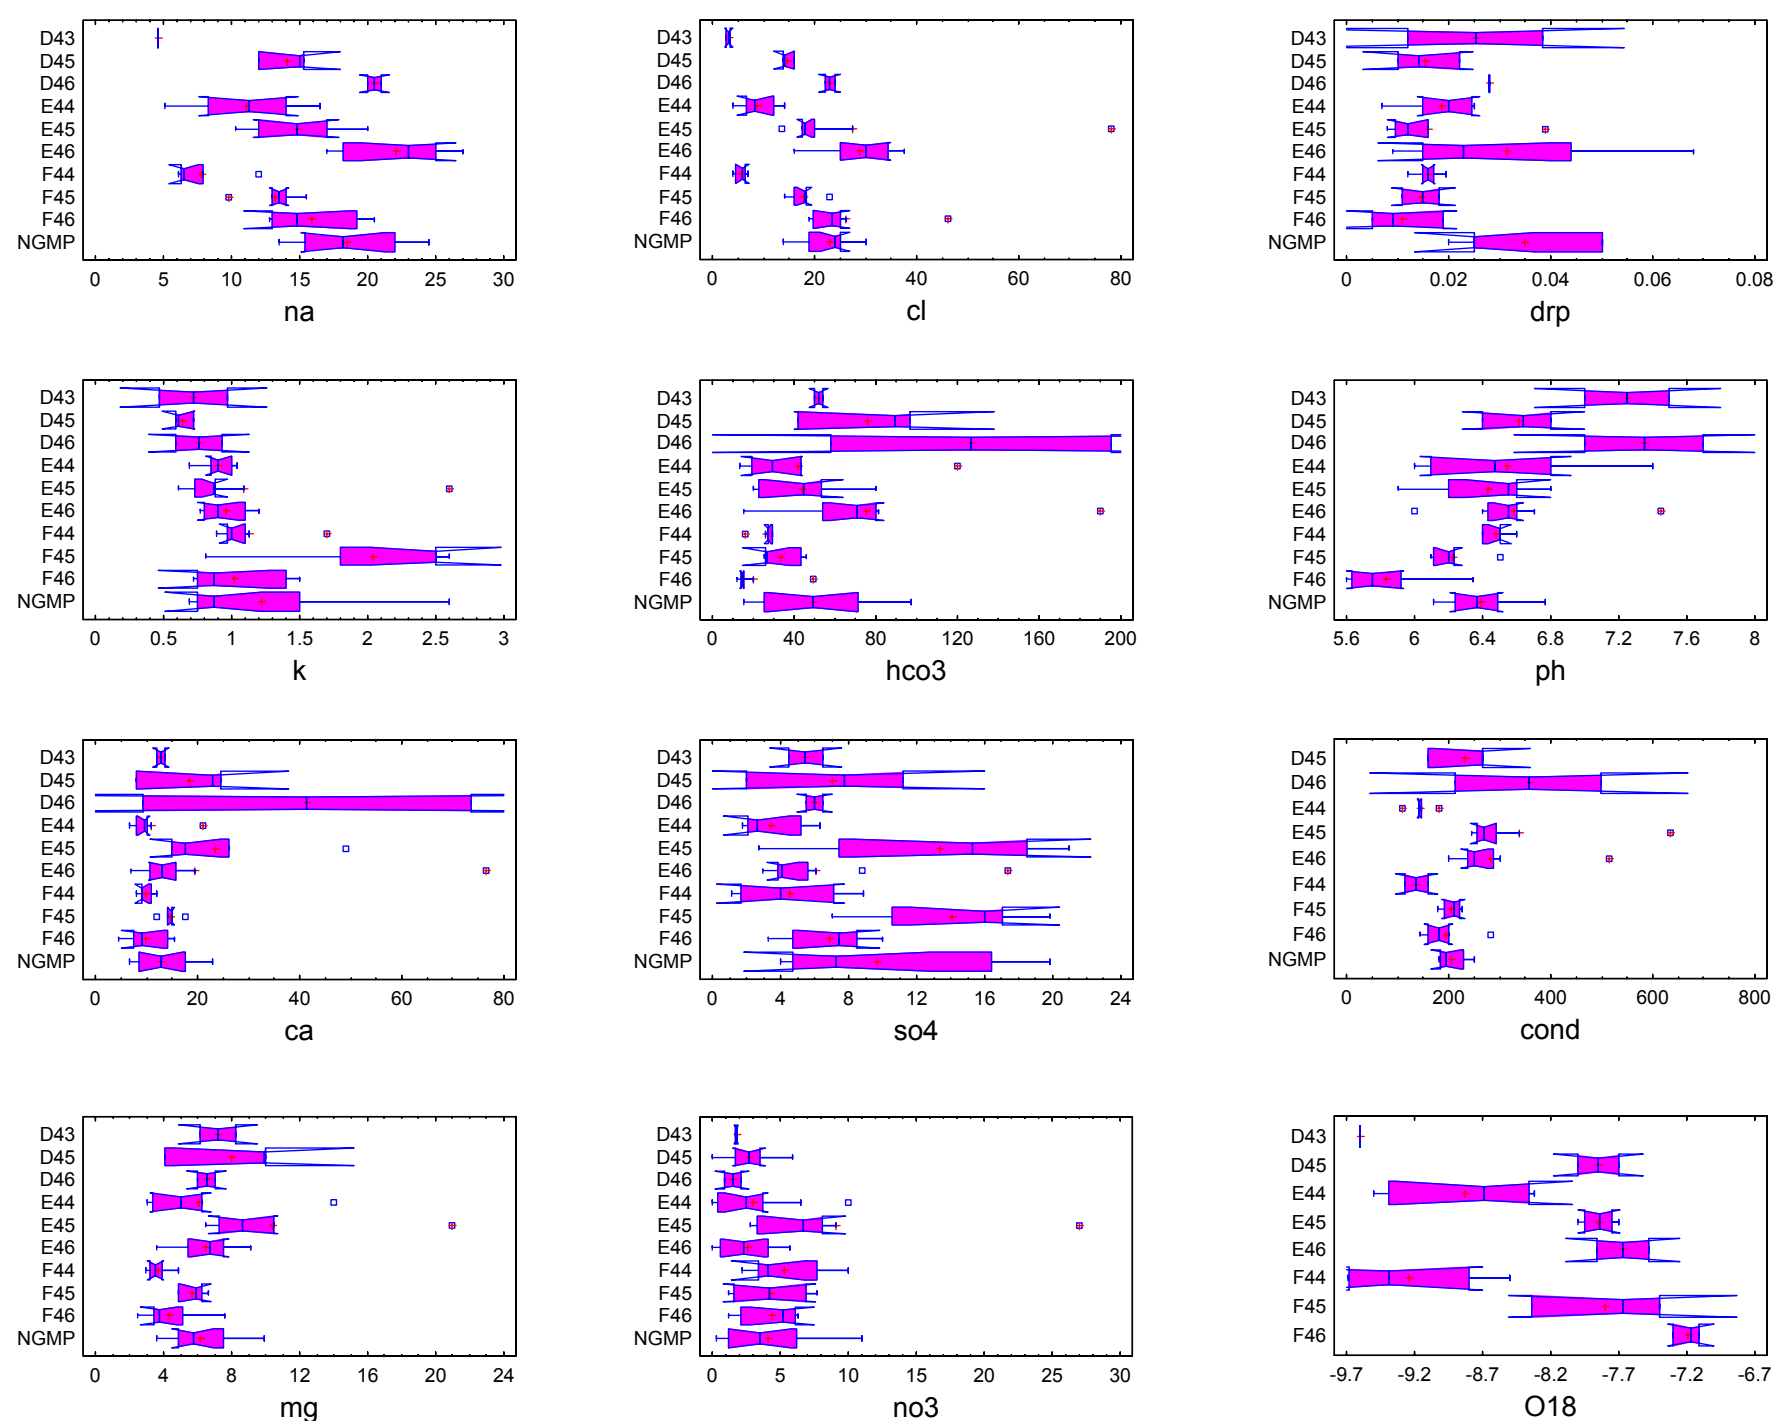 D43
D45
D46
E44
E45
E46
F44
F45
F46
NGMP
0 5 10 15 20 25 30
na
D43
D45
D46
E44
E45
E46
F44
F45
F46
NGMP
0 20 40 60 80
cl
D43
D45
D46
E44
E45
E46
F44
F45
F46
NGMP
0 0.02 0.04 0.06 0.08
drp
D43
D45
D46
E44
E45
E46
F44
F45
F46
NGMP
0 0.5 1 1.5 2 2.5 3
k
D43
D45
D46
E44
E45
E46
F44
F45
F46
NGMP
0 40 80 120 160 200
hco3
D43
D45
D46
E44
E45
E46
F44
F45
F46
NGMP
5.6 6 6.4 6.8 7.2 7.6 8
ph
D43
D45
D46
E44
E45
E46
F44
F45
F46
NGMP
0 20 40 60 80
ca
D43
D45
D46
E44
E45
E46
F44
F45
F46
NGMP
0 4 8 12 16 20 24
so4
D45
D46
E44
E45
E46
F44
F45
F46
NGMP
0 200 400 600 800
cond
D43
D45
D46
E44
E45
E46
F44
F45
F46
NGMP
0 4 8 12 16 20 24
mg
D43
D45
D46
E44
E45
E46
F44
F45
F46
NGMP
0 5 10 15 20 25 30
no3
D43
D45
E44
E45
E46
F44
F45
F46
-9.7 -9.2 -8.7 -8.2 -7.7 -7.2 -6.7
O18